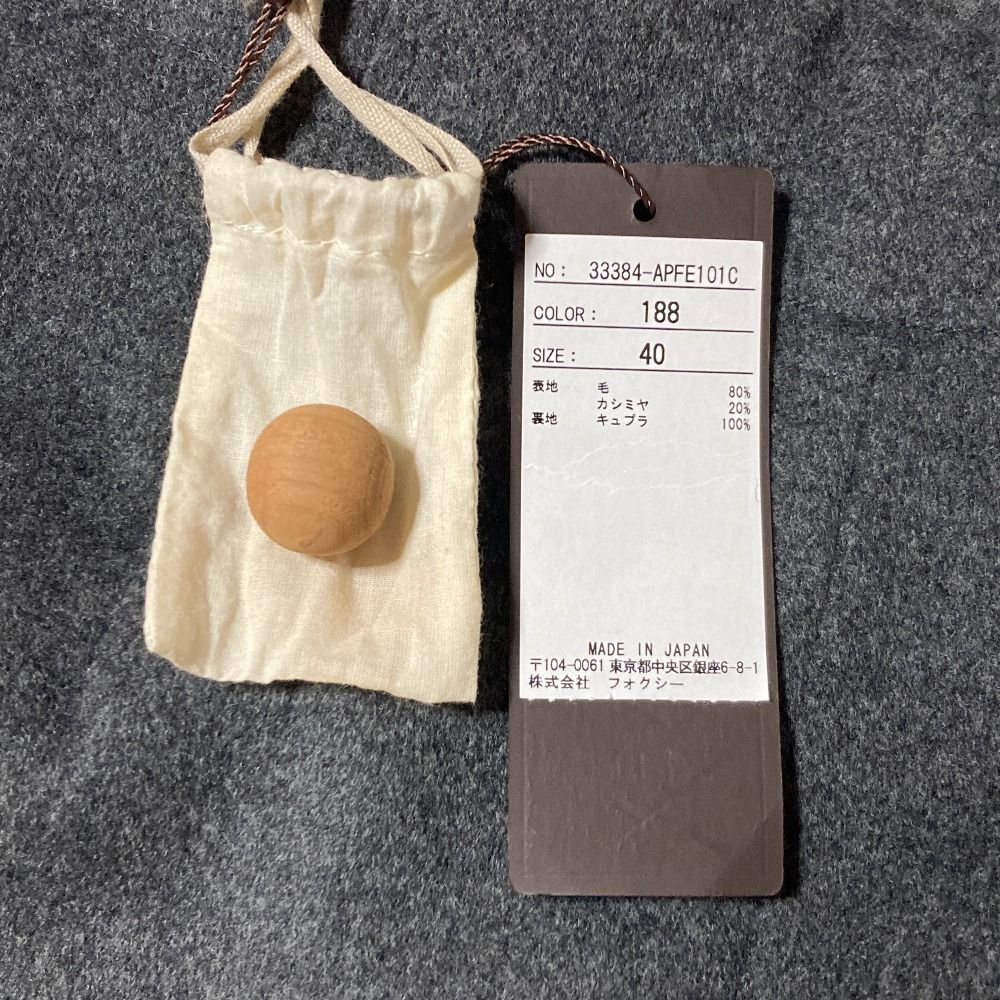 NO: 33384-APFE101C
COLOR: 188
SIZE: 40
表地 毛 80%
カシミヤ 20%
裏地 キュプラ 100%
MADE IN JAPAN
〒104-0061 東京都中央区銀座6-8-1
株式会社 フォクシー